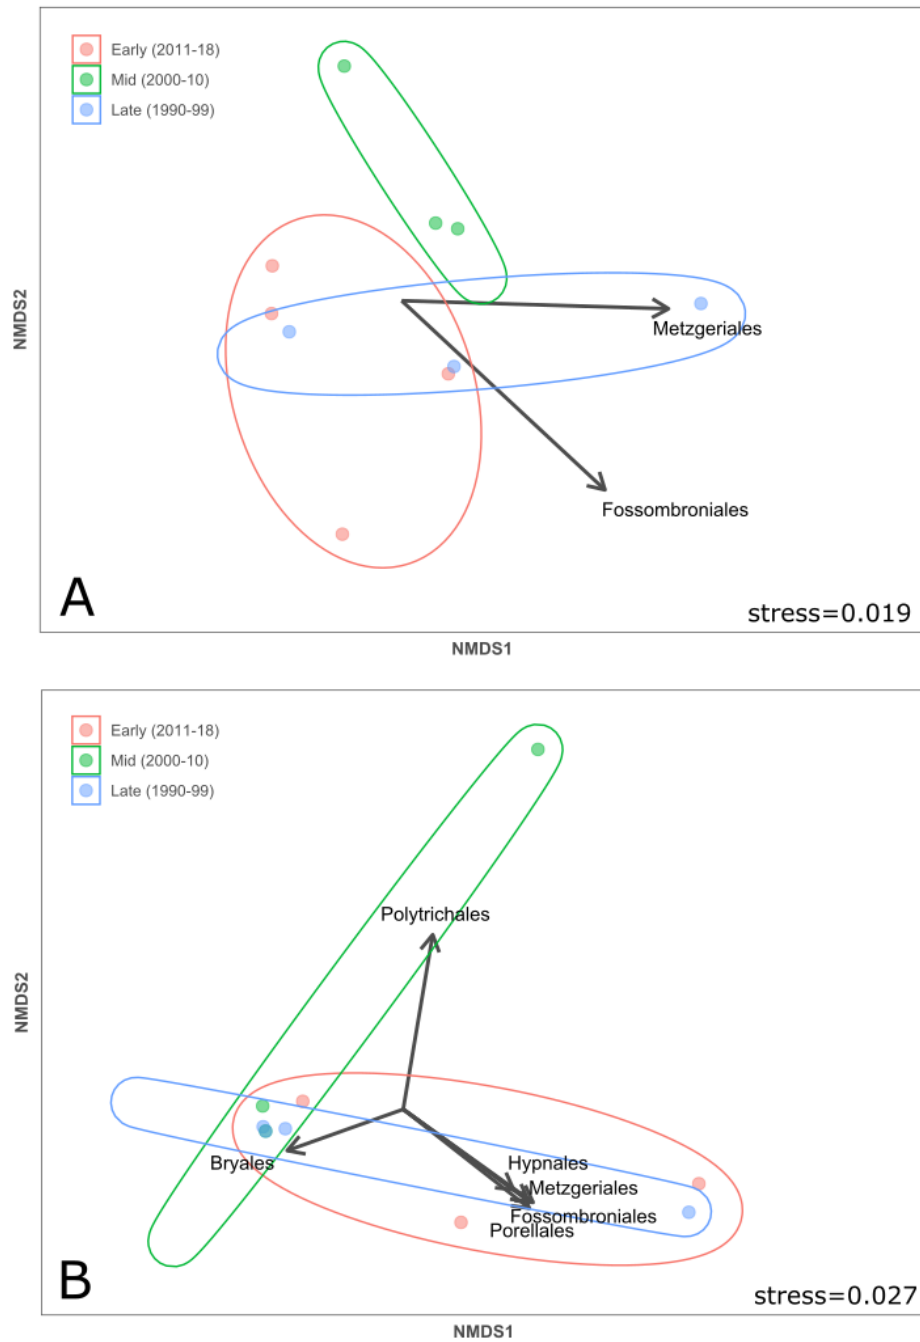 Early (2011-18)
Mid (2000-10)
Late (1990-99)
NMDS2
Metzgeriales
Fossombroniales
A
stress=0.019
NMDS1
Early (2011-18)
Mid (2000-10)
Late (1990-99)
Polytrichales
NMDS2
Bryales
Hypnales
Metzgeriales
Fossombroniales
Porellales
B
stress=0.027
NMDS1